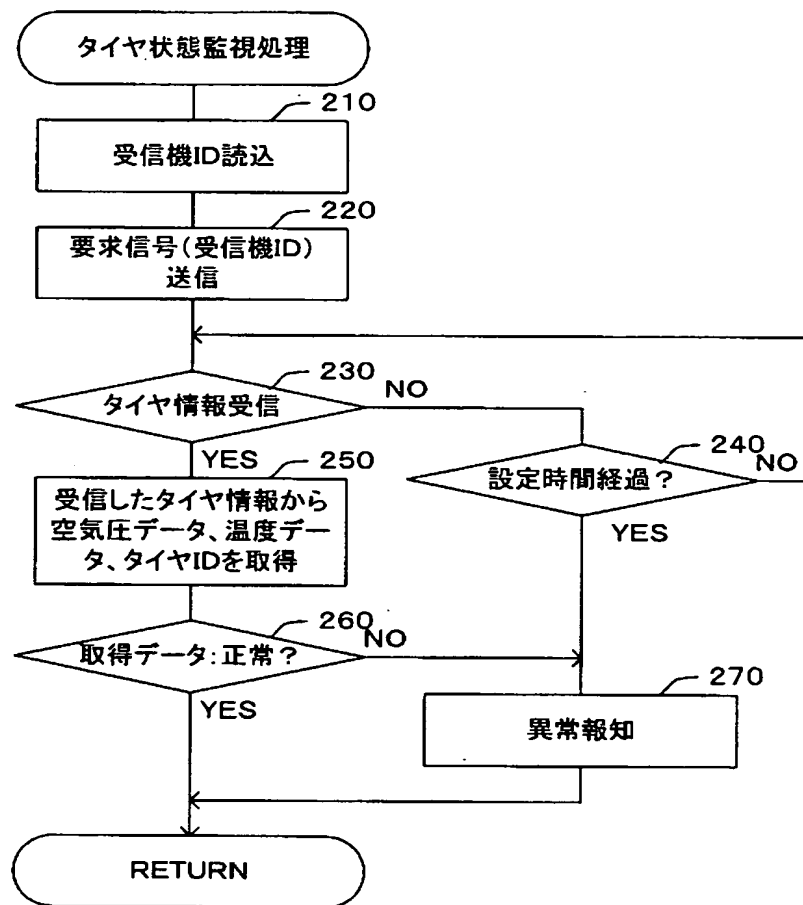 タイヤ状態監視処理
210
受信機ID読込
220
要求信号(受信機ID)
送信
230
タイヤ情報受信
NO
YES
240
設定時間経過?
NO
YES
250
受信したタイヤ情報から
空気圧データ、温度デー
タ、タイヤIDを取得
260
取得データ:正常?
NO
YES
270
異常報知
RETURN